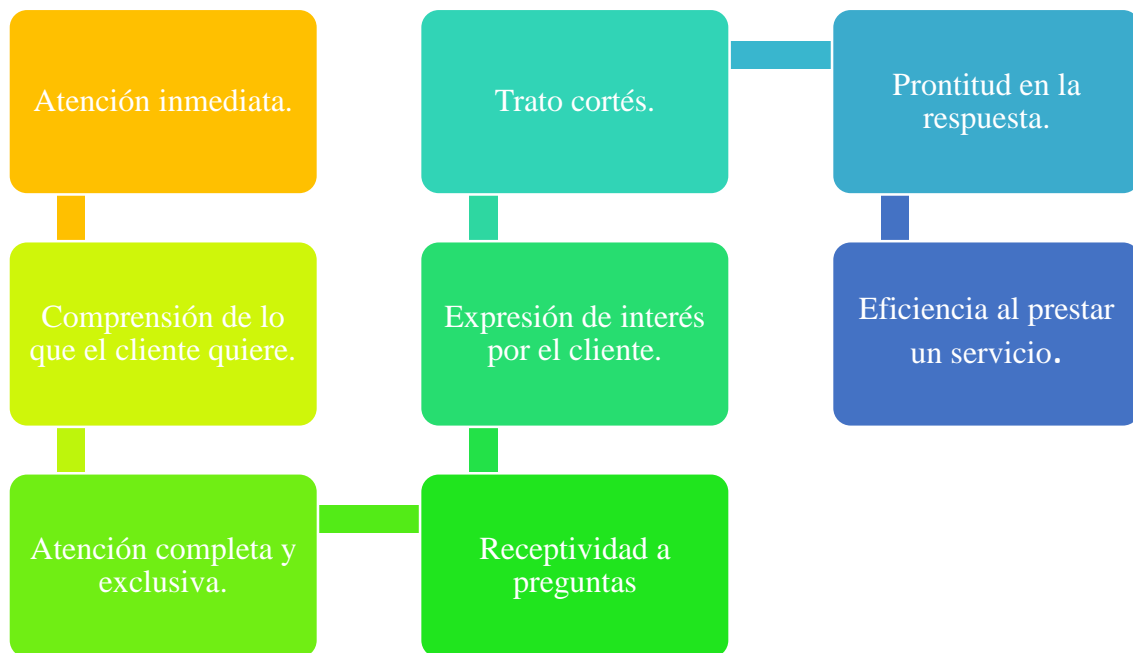 Atención inmediata.
Comprensión de lo
que el cliente quiere.
Atención completa y
exclusiva.
Receptividad a
preguntas
Expresión de interés
por el cliente.
Trato cortés.
Prontitud en la
respuesta.
Eficiencia al prestar
un servicio.